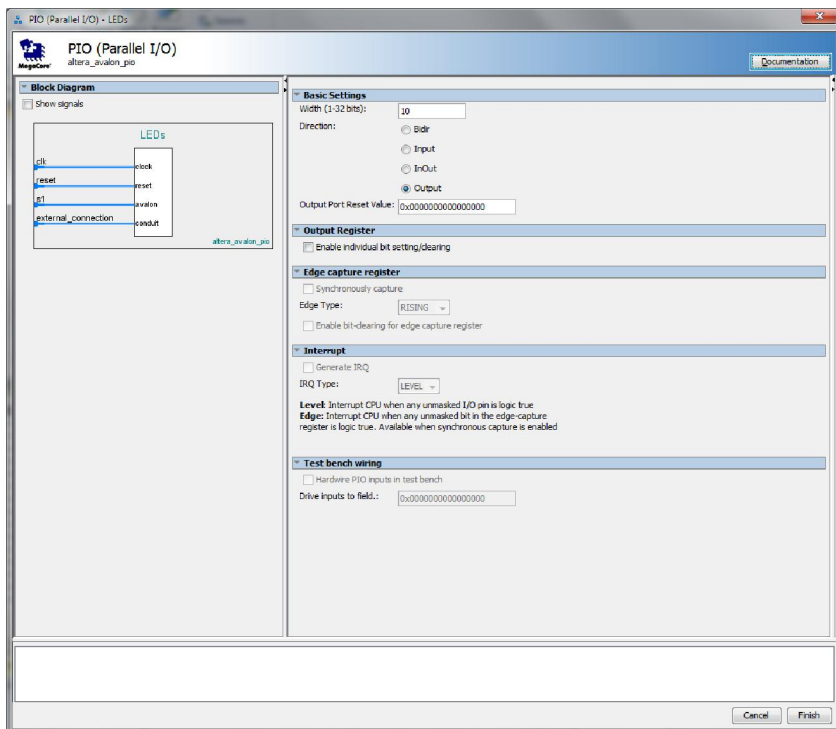 PIO (Parallel I/O) - LEDs
PIO (Parallel I/O)
altera_avalon_pio
MegaCore'
Documentation
Block Diagram
Show signals
LEDs
clk
clock
reset
reset
s1
avalon
external_connection
conduit
altera_avalon_pio
Basic Settings
Width (1-32 bits): 10
Direction:
Bidir
Input
InOut
Output
Output Port Reset Value: 0x0000000000000000
Output Register
Enable individual bit setting/clearing
Edge capture register
Synchronously capture
Edge Type: RISING
Enable bit-clearing for edge capture register
Interrupt
Generate IRQ
IRQ Type: LEVEL
Level: Interrupt CPU when any unmasked I/O pin is logic true
Edge: Interrupt CPU when any unmasked bit in the edge-capture
register is logic true. Available when synchronous capture is enabled
Test bench wiring
Hardwire PIO inputs in test bench
Drive inputs to field.: 0x0000000000000000
Cancel
Finish